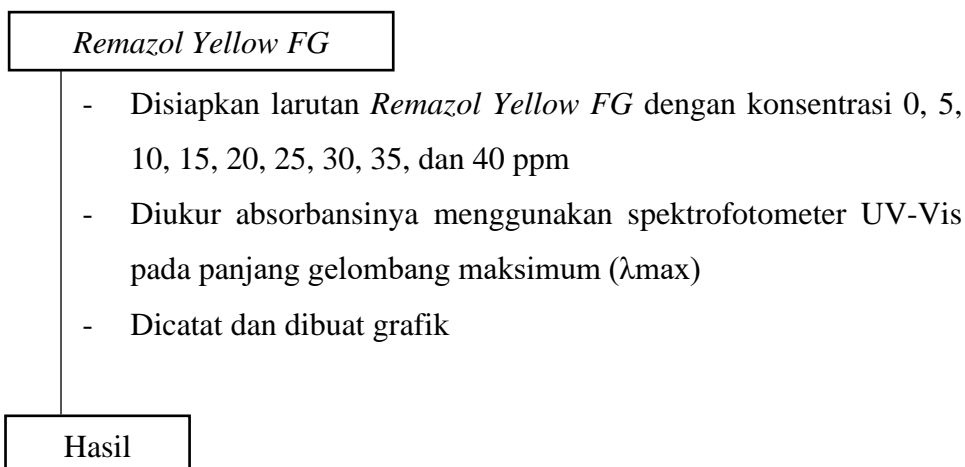 Remazol Yellow FG
- Disiapkan larutan Remazol Yellow FG dengan konsentrasi 0, 5,
10, 15, 20, 25, 30, 35, dan 40 ppm
- Diukur absorbansinya menggunakan spektrofotometer UV-Vis
pada panjang gelombang maksimum (λmax)
- Dicatat dan dibuat grafik
Hasil